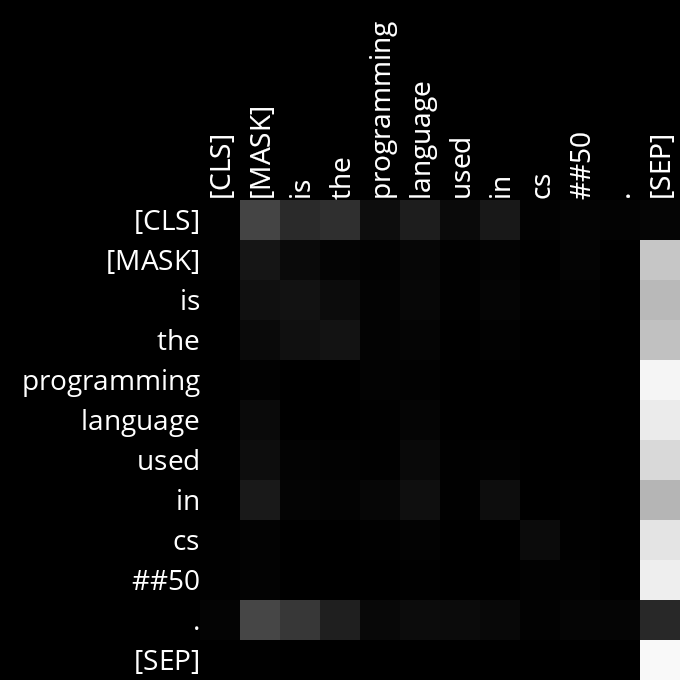 [CLS]
[MASK]
is
the
programming
language
used
in
cs
##50
.
[SEP]
[CLS]
[MASK]
is
the
programming
language
used
in
cs
##50
.
[SEP]